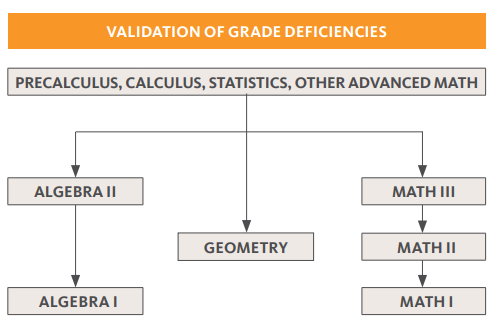 VALIDATION OF GRADE DEFICIENCIES
PRECALCULUS, CALCULUS, STATISTICS, OTHER ADVANCED MATH
ALGEBRA II
MATH III
GEOMETRY
MATH II
ALGEBRA I
MATH I